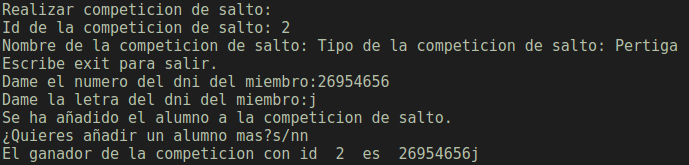 Realizar competicion de salto:
Id de la competicion de salto: 2
Nombre de la competicion de salto: Tipo de la competicion de salto: Pertiga
Escribe exit para salir.
Dame el numero del dni del miembro:26954656
Dame la letra del dni del miembro:j
Se ha añadido el alumno a la competicion de salto.
¿Quieres añadir un alumno mas?s/nn
El ganador de la competicion con id  2  es  26954656j